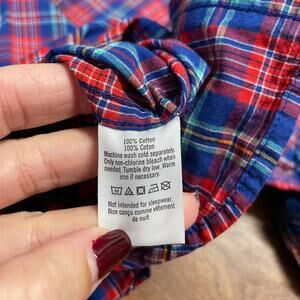 100% Cotton
100% Coton
Machine wash cold separately.
Only non-chlorine bleach when
needed. Tumble dry low. Warm
iron if necessary.
Not intended for sleepwear.
Non conçu comme vêtement
de nuit.